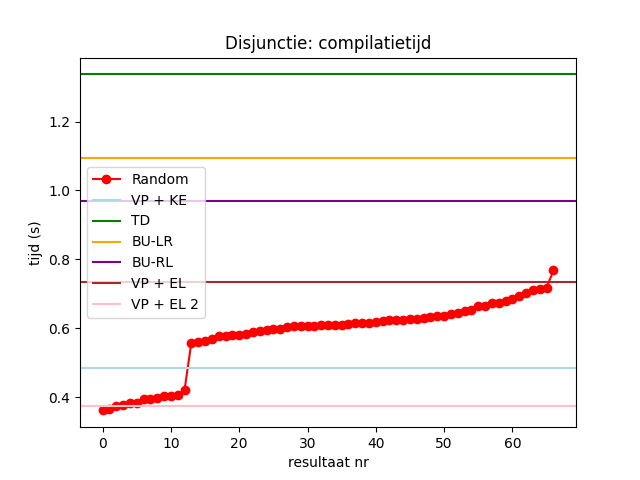 Disjunctie: compilatietijd
tijd (s)
1.2
1.0
0.8
0.6
0.4
Random
VP + KE
TD
BU-LR
BU-RL
VP + EL
VP + EL 2
0 10 20 30 40 50 60
resultaat nr